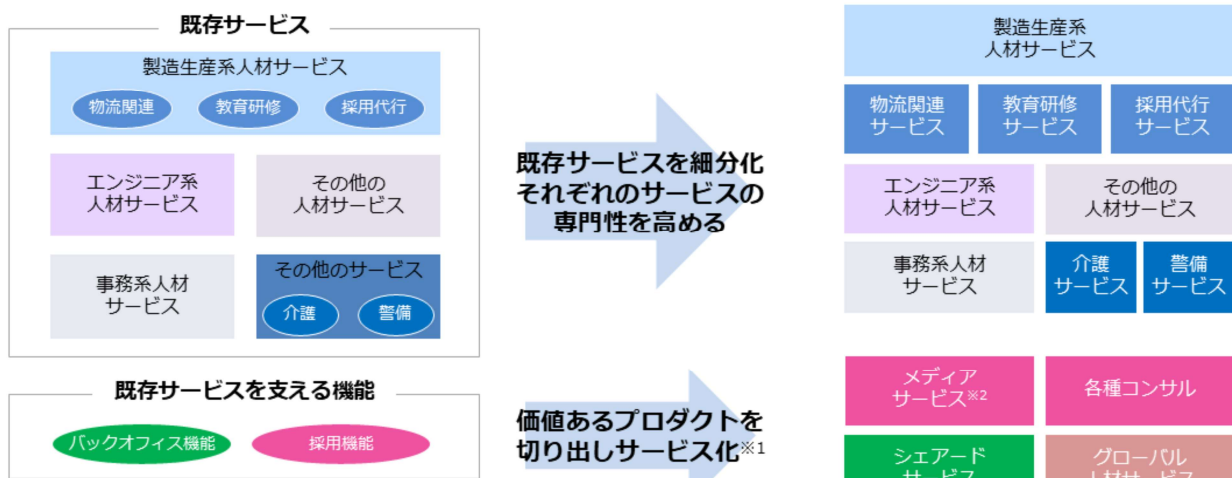 既存サービス
製造生産系人材サービス
物流関連
教育研修
採用代行
エンジニア系
人材サービス
その他の
人材サービス
事務系人材
サービス
その他のサービス
介護
警備
既存サービスを支える機能
バックオフィス機能
採用機能
既存サービスを細分化
それぞれのサービスの
専門性を高める
価値あるプロダクトを
切り出しサービス化※1
製造生産系
人材サービス
物流関連
サービス
教育研修
サービス
採用代行
サービス
エンジニア系
人材サービス
その他の
人材サービス
事務系人材
サービス
介護
サービス
警備
サービス
メディア
サービス※2
各種コンサル
シェアード
サービス
グローバル
人材サービス